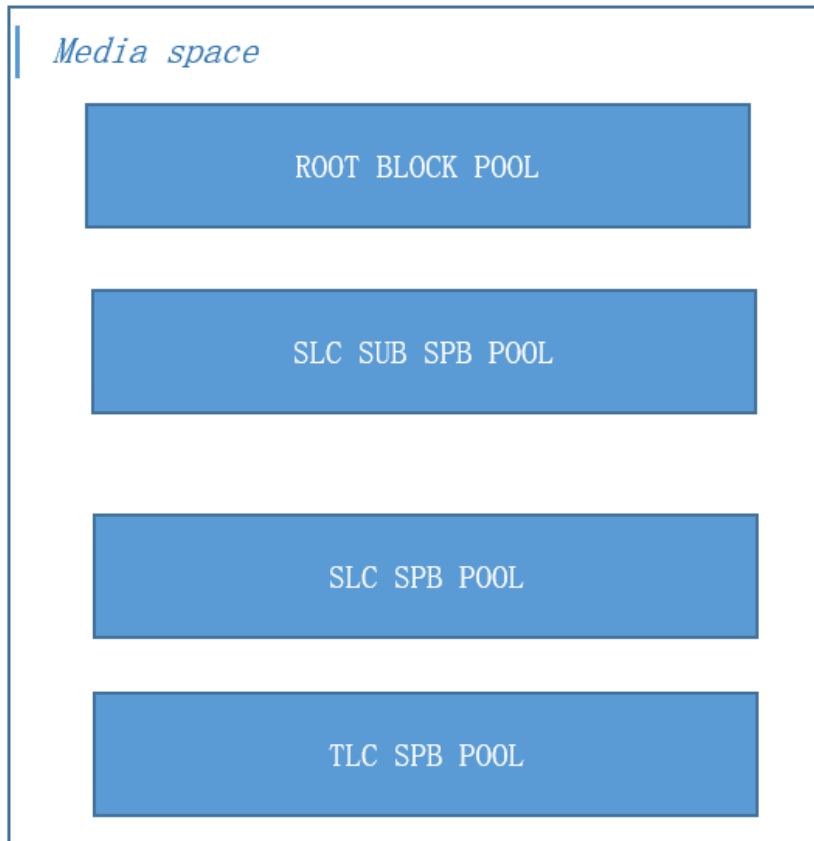 Media space
ROOT BLOCK POOL
SLC SUB SPB POOL
SLC SPB POOL
TLC SPB POOL